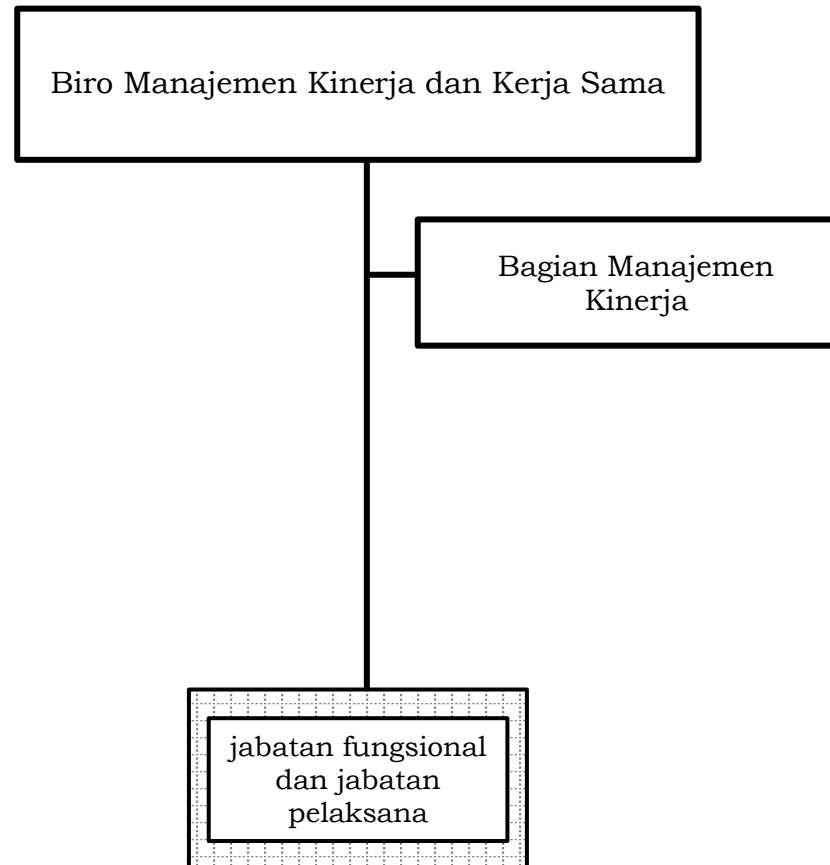 Biro Manajemen Kinerja dan Kerja Sama
Bagian Manajemen
Kinerja
jabatan fungsional
dan jabatan
pelaksana